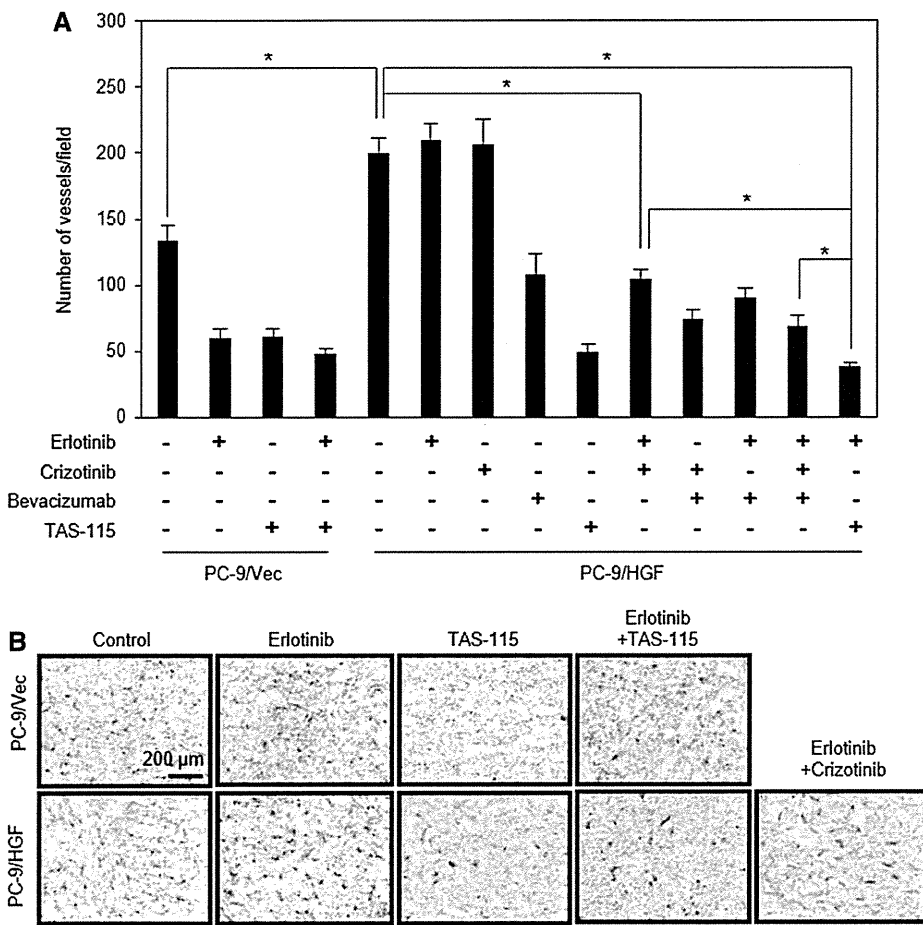 A
300
250
200
150
100
50
0
Number of vessels/field
* * * * *
Erlotinib - + - + - + - - - + - + + +
Crizotinib - - - - - - + - - + + - + -
Bevacizumab - - - - - - - + - - + + + -
TAS-115 - - + + - - - - + - - - - +
PC-9/Vec PC-9/HGF
B
Control Erlotinib TAS-115 Erlotinib +TAS-115
PC-9/Vec
200 μm
Erlotinib +Crizotinib
PC-9/HGF